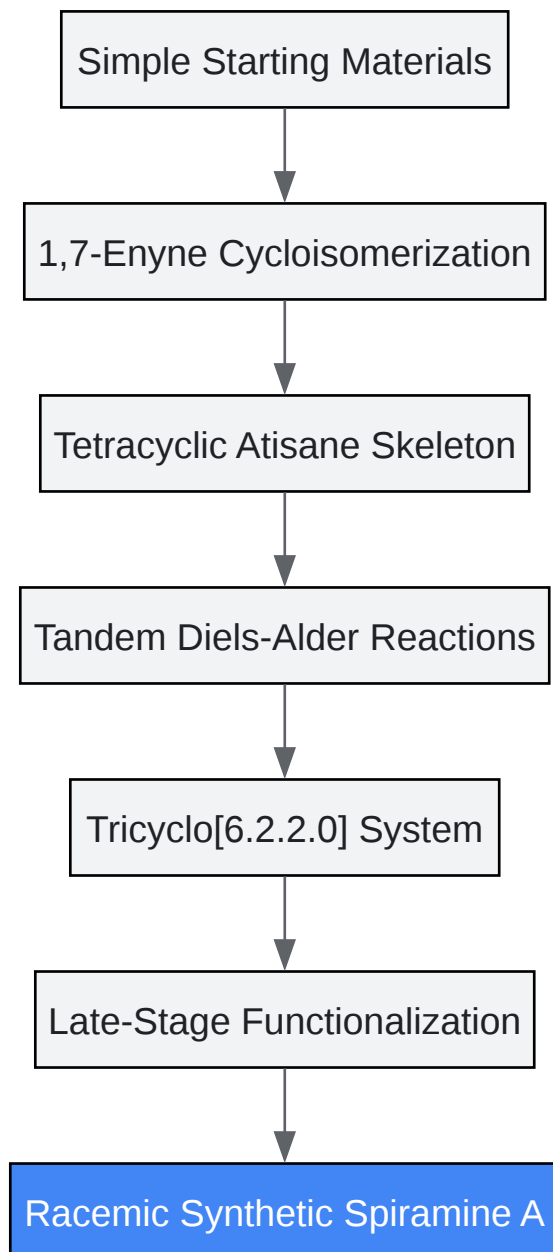 Simple Starting Materials
1,7-Enyne Cycloisomerization
Tetracyclic Atisane Skeleton
Tandem Diels-Alder Reactions
Tricyclo[6.2.2.0] System
Late-Stage Functionalization
Racemic Synthetic Spiramine A